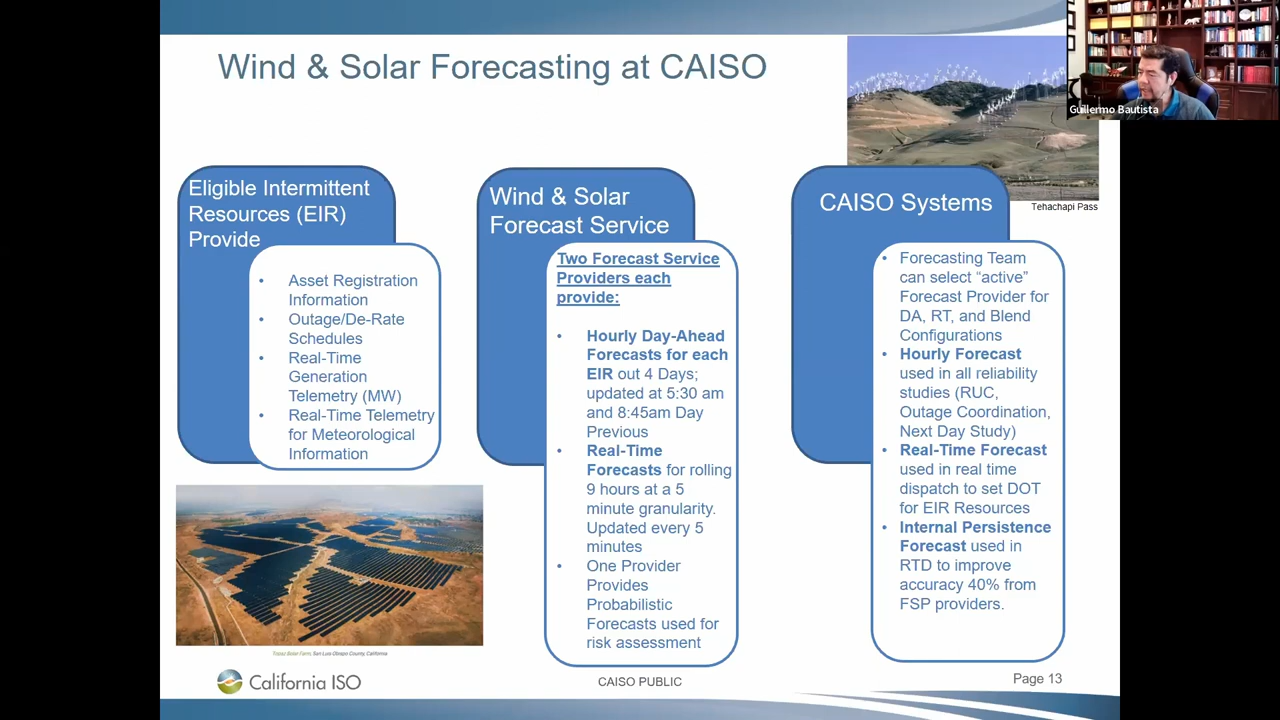 Wind & Solar Forecasting at CAISO
Guillermo Bautista
Tehachapi Pass
Eligible Intermittent
Resources (EIR)
Provide
• Asset Registration
Information
• Outage/De-Rate
Schedules
• Real-Time
Generation
Telemetry (MW)
• Real-Time Telemetry
for Meteorological
Information
Wind & Solar
Forecast Service
Two Forecast Service
Providers each
provide:
• Hourly Day-Ahead
Forecasts for each
EIR out 4 Days;
updated at 5:30 am
and 8:45am Day
Previous
• Real-Time
Forecasts for rolling
9 hours at a 5
minute granularity.
Updated every 5
minutes
• One Provider
Provides
Probabilistic
Forecasts used for
risk assessment
CAISO Systems
• Forecasting Team
can select “active”
Forecast Provider for
DA, RT, and Blend
Configurations
• Hourly Forecast
used in all reliability
studies (RUC,
Outage Coordination,
Next Day Study)
• Real-Time Forecast
used in real time
dispatch to set DOT
for EIR Resources
• Internal Persistence
Forecast used in
RTD to improve
accuracy 40% from
FSP providers.
Solar Farm, San Luis Obispo County, California
California ISO
CAISO PUBLIC
Page 13